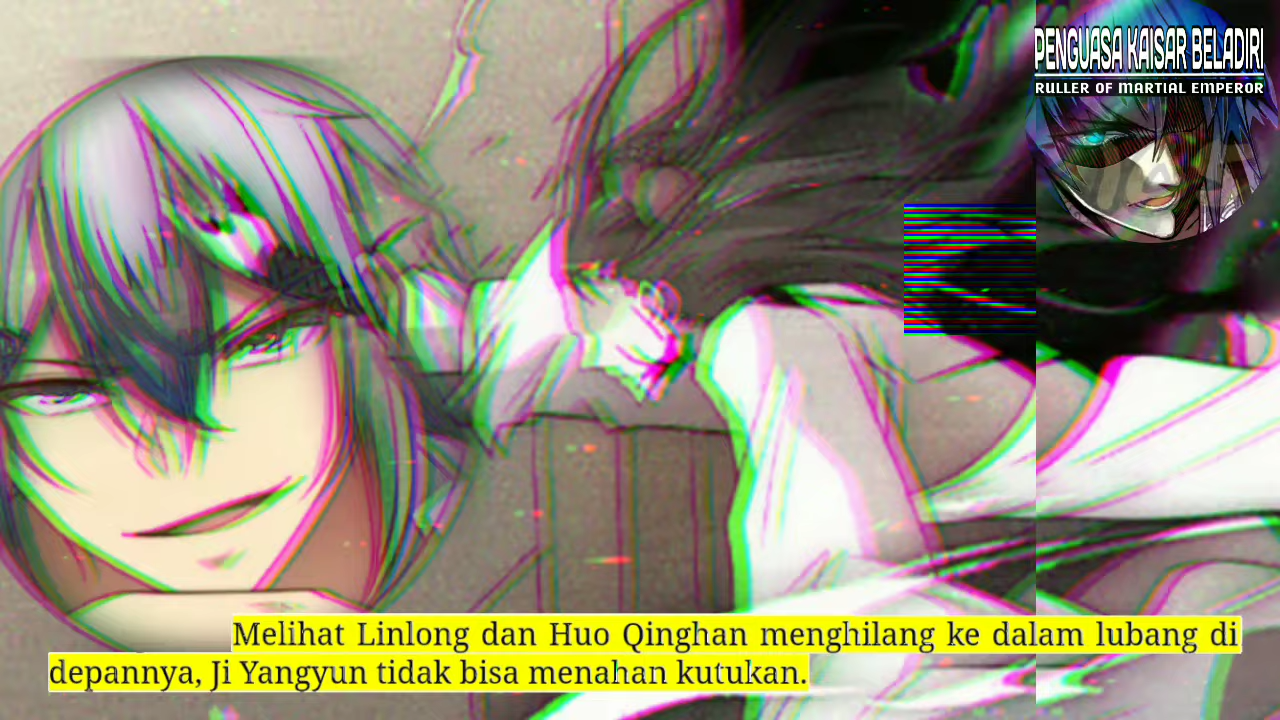 PENGUASA KAISAR BELADIRI
RULLER OF MARTIAL EMPEROR
Melihat Linlong dan Huo Qinghan menghilang ke dalam lubang di
depannya, Ji Yangyun tidak bisa menahan kutukan.